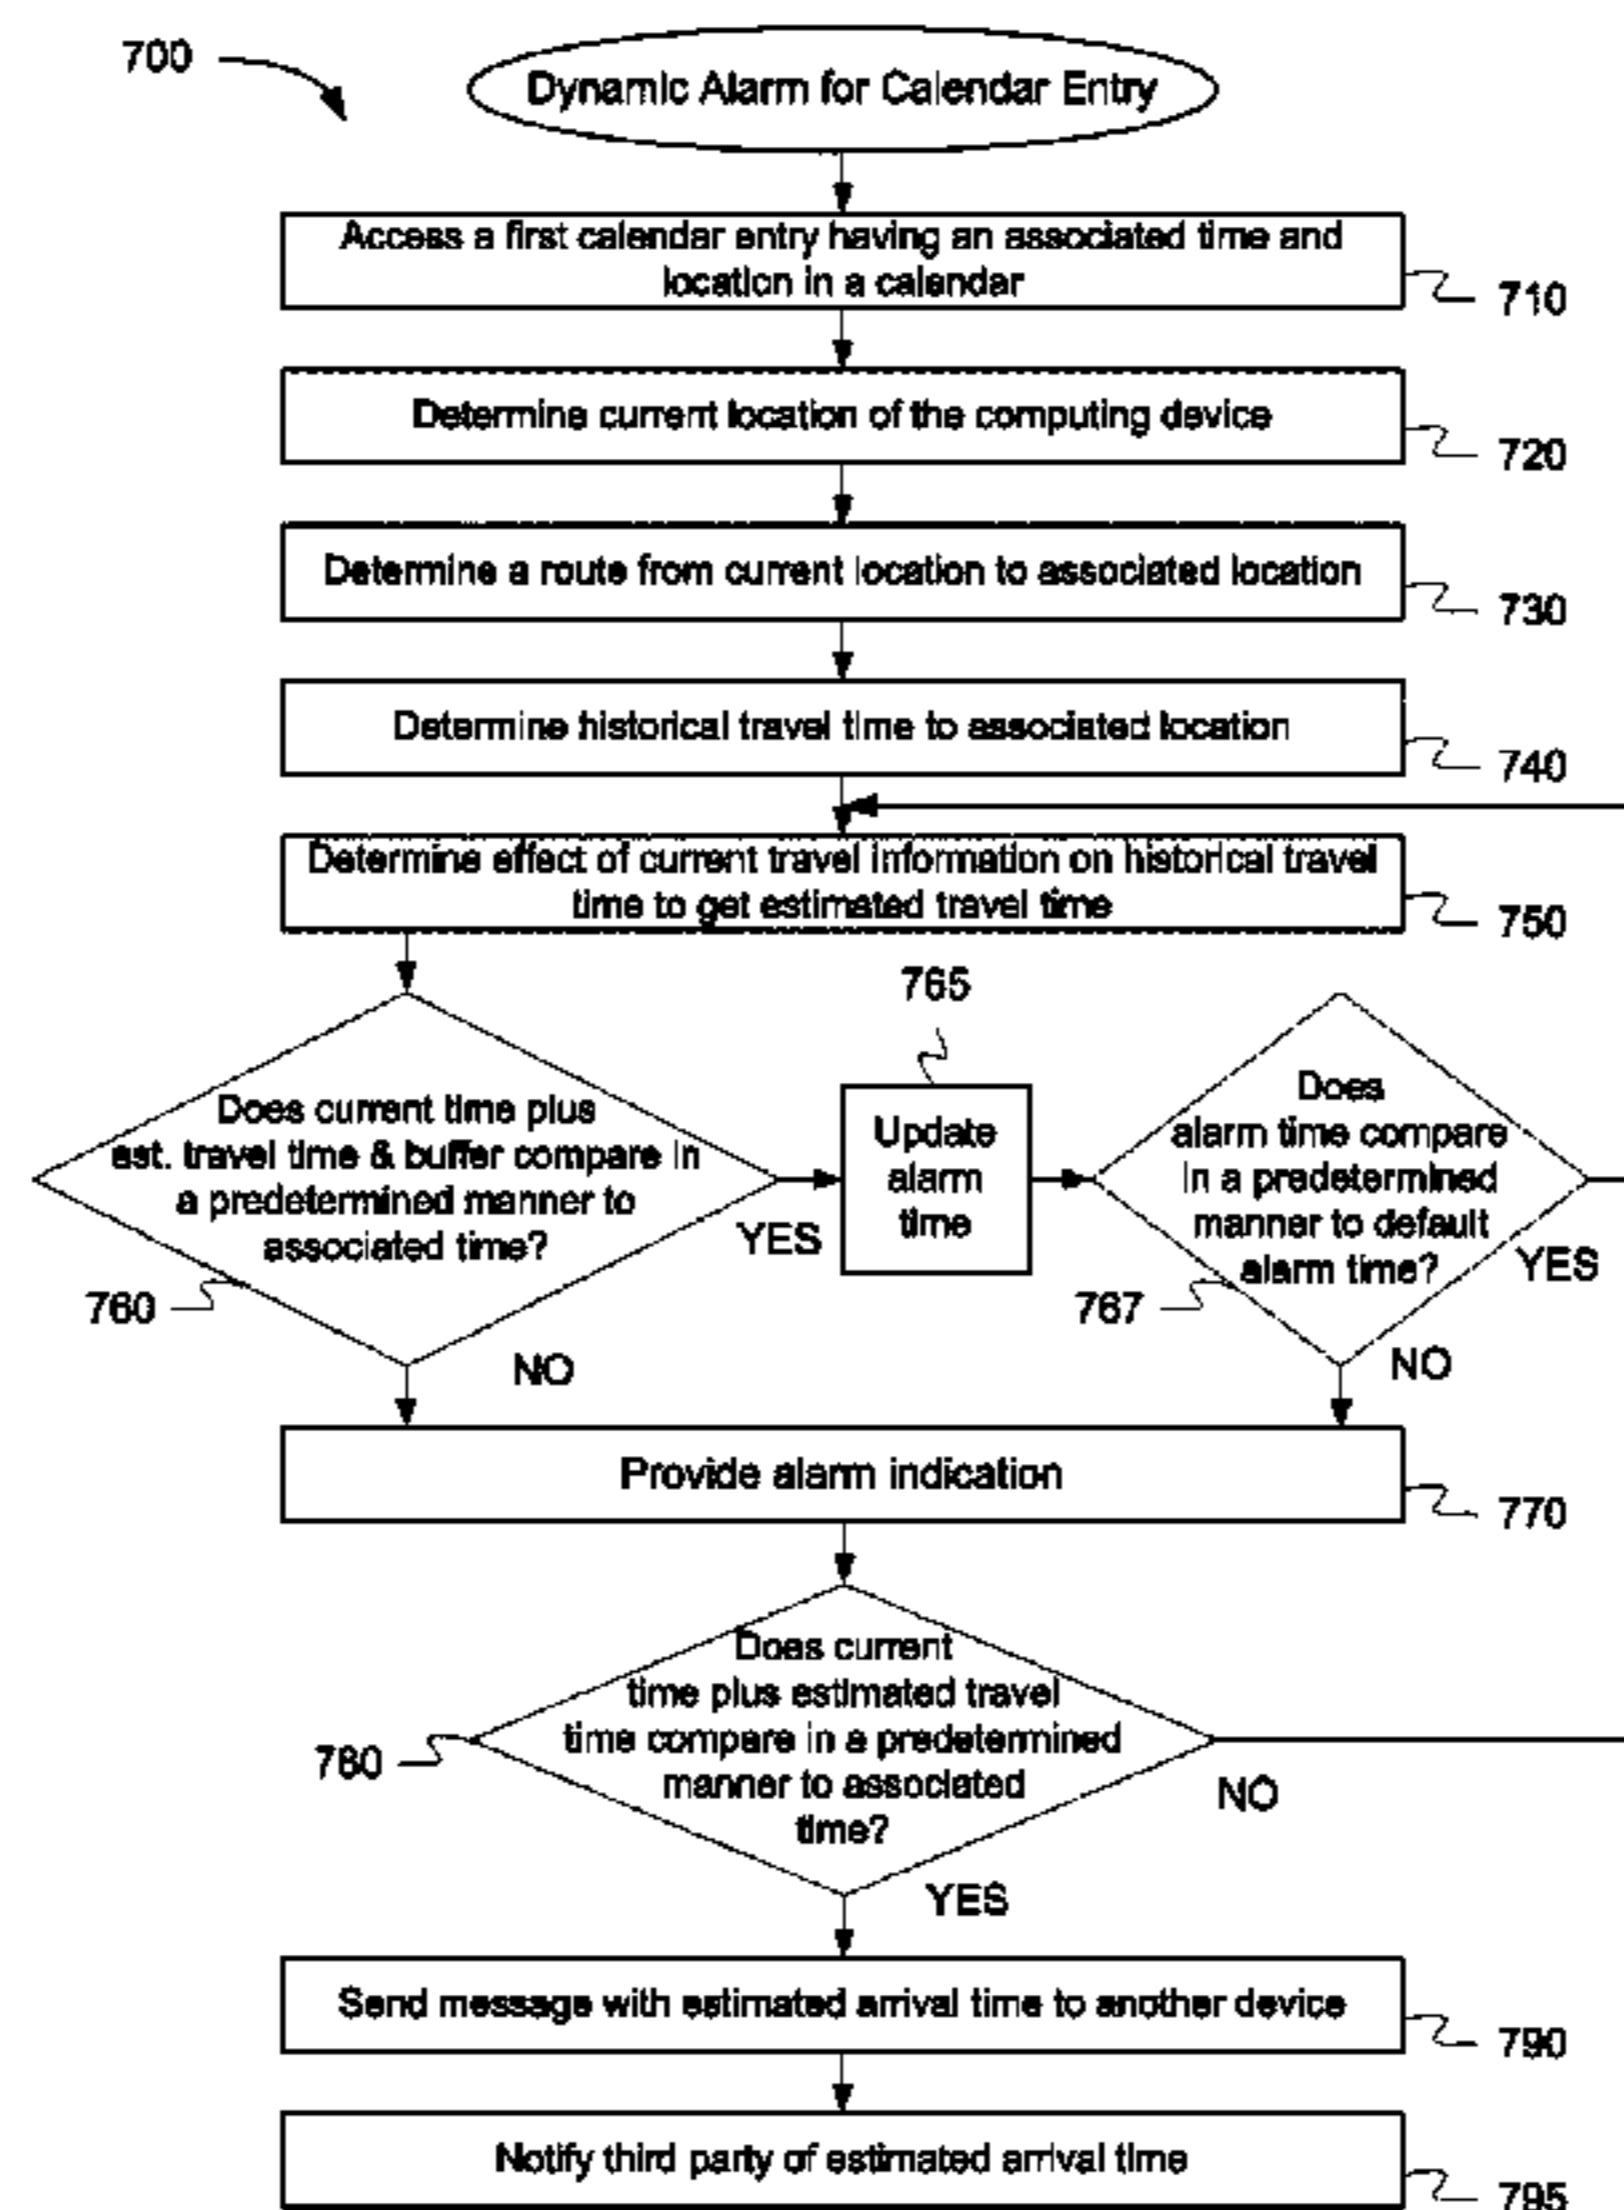 700
Dynamic Alarm for Calendar Entry
Access a first calendar entry having an associated time and
location in a calendar
710
Determine current location of the computing device
720
Determine a route from current location to associated location
730
Determine historical travel time to associated location
740
Determine effect of current travel information on historical travel
time to get estimated travel time
750
Does current time plus
est. travel time & buffer compare in
a predetermined manner to
associated time?
760
YES
NO
765
Update
alarm
time
Does
alarm time compare
in a predetermined
manner to default
alarm time?
767
YES
NO
Provide alarm indication
770
Does current
time plus estimated travel
time compare in a predetermined
manner to associated
time?
780
NO
YES
Send message with estimated arrival time to another device
790
Notify third party of estimated arrival time
795